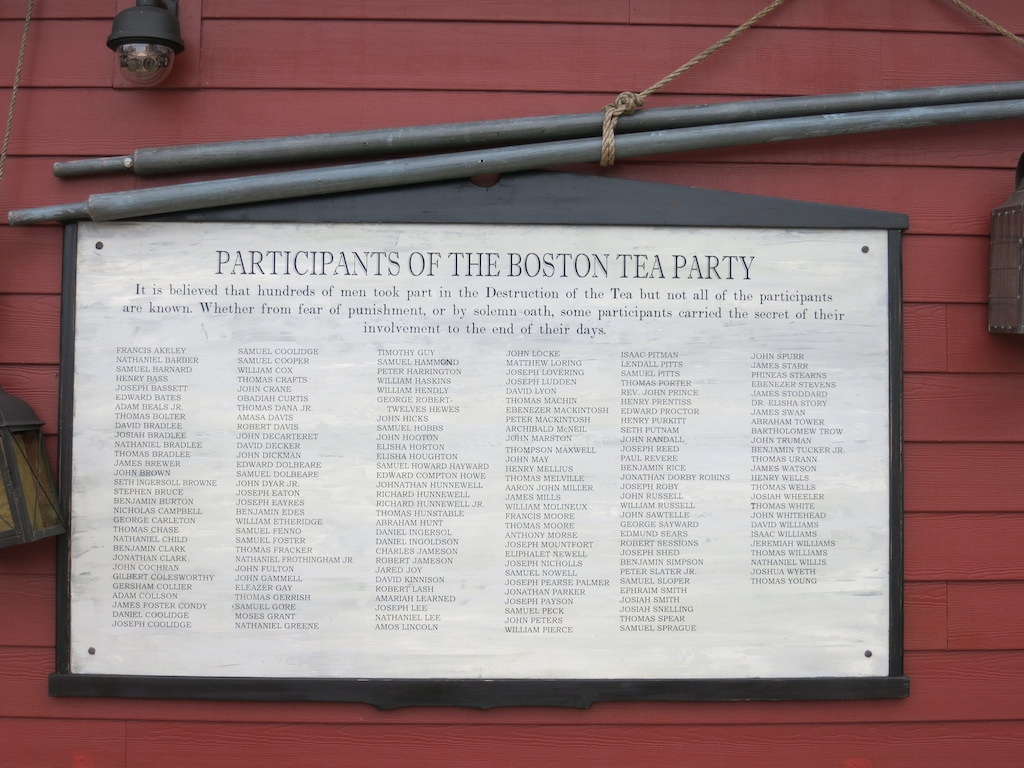 PARTICIPANTS OF THE BOSTON TEA PARTY
It is believed that hundreds of men took part in the Destruction of the Tea but not all of the participants
are known. Whether from fear of punishment, or by solemn oath, some participants carried the secret of their
involvement to the end of their days.
FRANCIS AKELEY
NATHANIEL BARBER
SAMUEL BARNARD
HENRY BASS
JOSEPH BASSETT
EDWARD BATES
ADAM BEALS JR.
THOMAS BOLTER
DAVID BRADLEE
JOSIAH BRADLEE
NATHANIEL BRADLEE
THOMAS BRADLEE
JAMES BREWER
JOHN BROWN
SETH INGERSOLL BROWNE
STEPHEN BRUCE
BENJAMIN BURTON
NICHOLAS CAMPBELL
GEORGE CARLETON
THOMAS CHASE
NATHANIEL CHILD
BENJAMIN CLARK
JONATHAN CLARK
JOHN COCHRAN
GILBERT COLESWORTHY
GERSHAM COLLIER
ADAM COLLSON
JAMES FOSTER CONDY
DANIEL COOLIDGE
JOSEPH COOLIDGE
SAMUEL COOLIDGE
SAMUEL COOPER
WILLIAM COX
THOMAS CRAFTS
JOHN CRANE
OBADIAH CURTIS
THOMAS DANA JR.
AMASA DAVIS
ROBERT DAVIS
JOHN DECARTERET
DAVID DECKER
JOHN DICKMAN
EDWARD DOLBEARE
SAMUEL DOLBEARE
JOHN DYAR JR.
JOSEPH EATON
JOSEPH EAYRES
BENJAMIN EDES
WILLIAM ETHERIDGE
SAMUEL FENNO
SAMUEL FOSTER
THOMAS FRACKER
NATHANIEL FROTHINGHAM JR.
JOHN FULTON
JOHN GAMMELL
ELEAZER GAY
THOMAS GERRISH
SAMUEL GORE
MOSES GRANT
NATHANIEL GREENE
TIMOTHY GUY
SAMUEL HAMMOND
PETER HARRINGTON
WILLIAM HASKINS
WILLIAM HENDLY
GEORGE ROBERT-
TWELVES HEWES
JOHN HICKS
SAMUEL HOBBS
JOHN HOOTON
ELISHA HORTON
ELISHA HOUGHTON
SAMUEL HOWARD HAYWARD
EDWARD COMPTON HOWE
JOHNATHAN HUNNEWELL
RICHARD HUNNEWELL
RICHARD HUNNEWELL JR.
THOMAS HUNSTABLE
ABRAHAM HUNT
DANIEL INGERSOL
DANIEL INGOLDSON
CHARLES JAMESON
ROBERT JAMESON
JARED JOY
DAVID KINNISON
ROBERT LASH
AMARIAH LEARNED
JOSEPH LEE
NATHANIEL LEE
AMOS LINCOLN
JOHN LOCKE
MATTHEW LORING
JOSEPH LOVERING
JOSEPH LUDDEN
DAVID LYON
THOMAS MACHIN
EBENEZER MACKINTOSH
PETER MACKINTOSH
ARCHIBALD McNEIL
JOHN MARSTON
THOMPSON MAXWELL
JOHN MAY
HENRY MELLIUS
THOMAS MELVILLE
AARON JOHN MILLER
JAMES MILLS
WILLIAM MOLINEUX
FRANCIS MOORE
THOMAS MOORE
ANTHONY MORSE
JOSEPH MOUNTFORT
ELIPHALET NEWELL
JOSEPH NICHOLLS
SAMUEL NOWELL
JOSEPH PEARSE PALMER
JONATHAN PARKER
JOSEPH PAYSON
SAMUEL PECK
JOHN PETERS
WILLIAM PIERCE
ISAAC PITMAN
LENDALL PITTS
SAMUEL PITTS
THOMAS PORTER
REV. JOHN PRINCE
HENRY PRENTISS
EDWARD PROCTOR
HENRY PURKITT
SETH PUTNAM
JOHN RANDALL
JOSEPH REED
PAUL REVERE
BENJAMIN RICE
JONATHAN DORBY ROBINS
JOSEPH ROBY
JOHN RUSSELL
WILLIAM RUSSELL
JOHN SAWTELLE
GEORGE SAYWARD
EDMUND SEARS
ROBERT SESSIONS
JOSEPH SHED
BENJAMIN SIMPSON
PETER SLATER JR.
SAMUEL SLOPER
EPHRAIM SMITH
JOSIAH SMITH
JOSIAH SNELLING
THOMAS SPEAR
SAMUEL SPRAGUE
JOHN SPURR
JAMES STARR
PHINEAS STEARNS
EBENEZER STEVENS
JAMES STODDARD
DR. ELISHA STORY
JAMES SWAN
ABRAHAM TOWER
BARTHOLOMEW TROW
JOHN TRUMAN
BENJAMIN TUCKER JR.
THOMAS URANN
JAMES WATSON
HENRY WELLS
THOMAS WELLS
JOSIAH WHEELER
THOMAS WHITE
JOHN WHITEHEAD
DAVID WILLIAMS
ISAAC WILLIAMS
JEREMIAH WILLIAMS
THOMAS WILLIAMS
NATHANIEL WILLIS
JOSHUA WYETH
THOMAS YOUNG